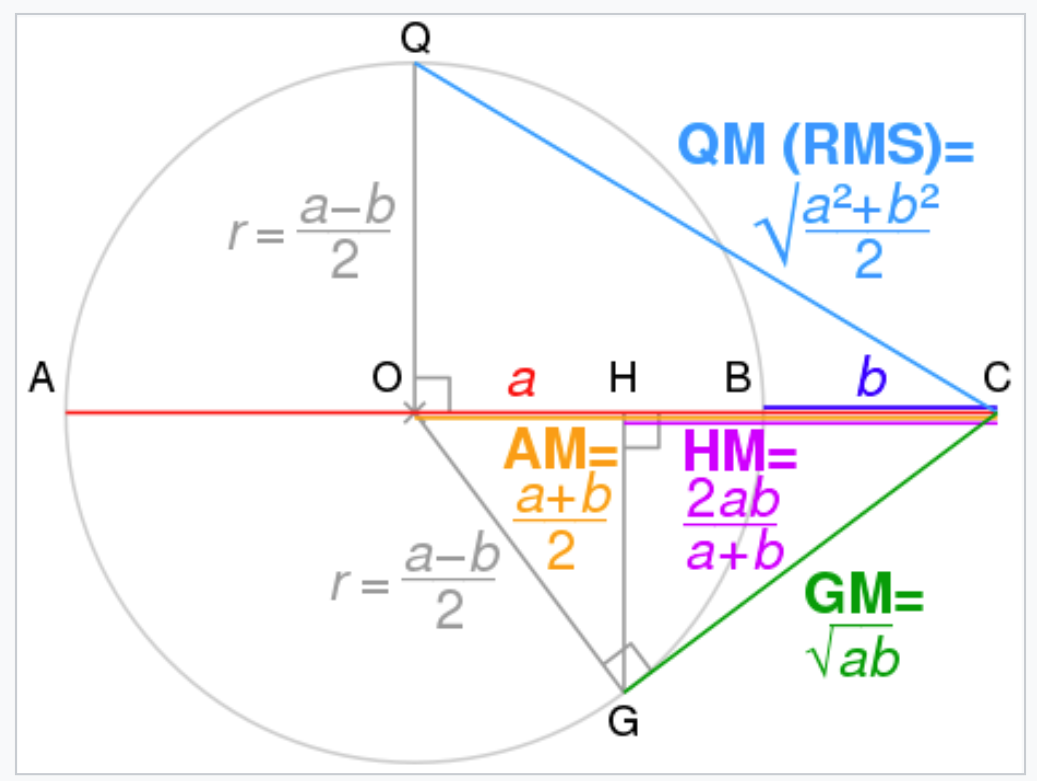 Q
QM (RMS)=
√(a²+b²)/2
r = (a−b)/2
A
O
a
H
B
b
C
AM=
(a+b)/2
HM=
2ab/(a+b)
r = (a−b)/2
GM=
√ab
G